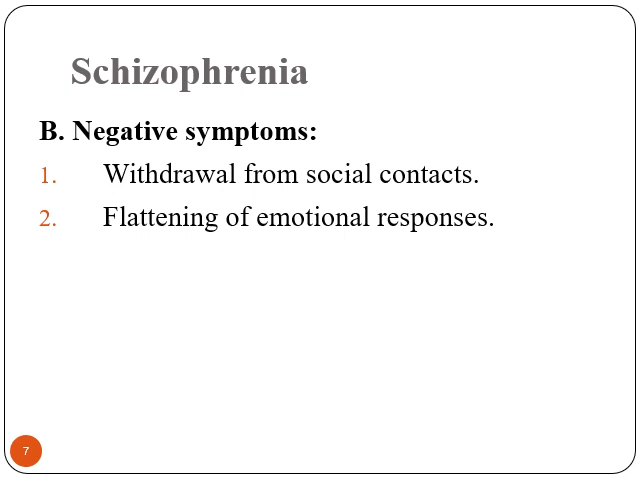 Schizophrenia
B. Negative symptoms:
1. Withdrawal from social contacts.
2. Flattening of emotional responses.
7